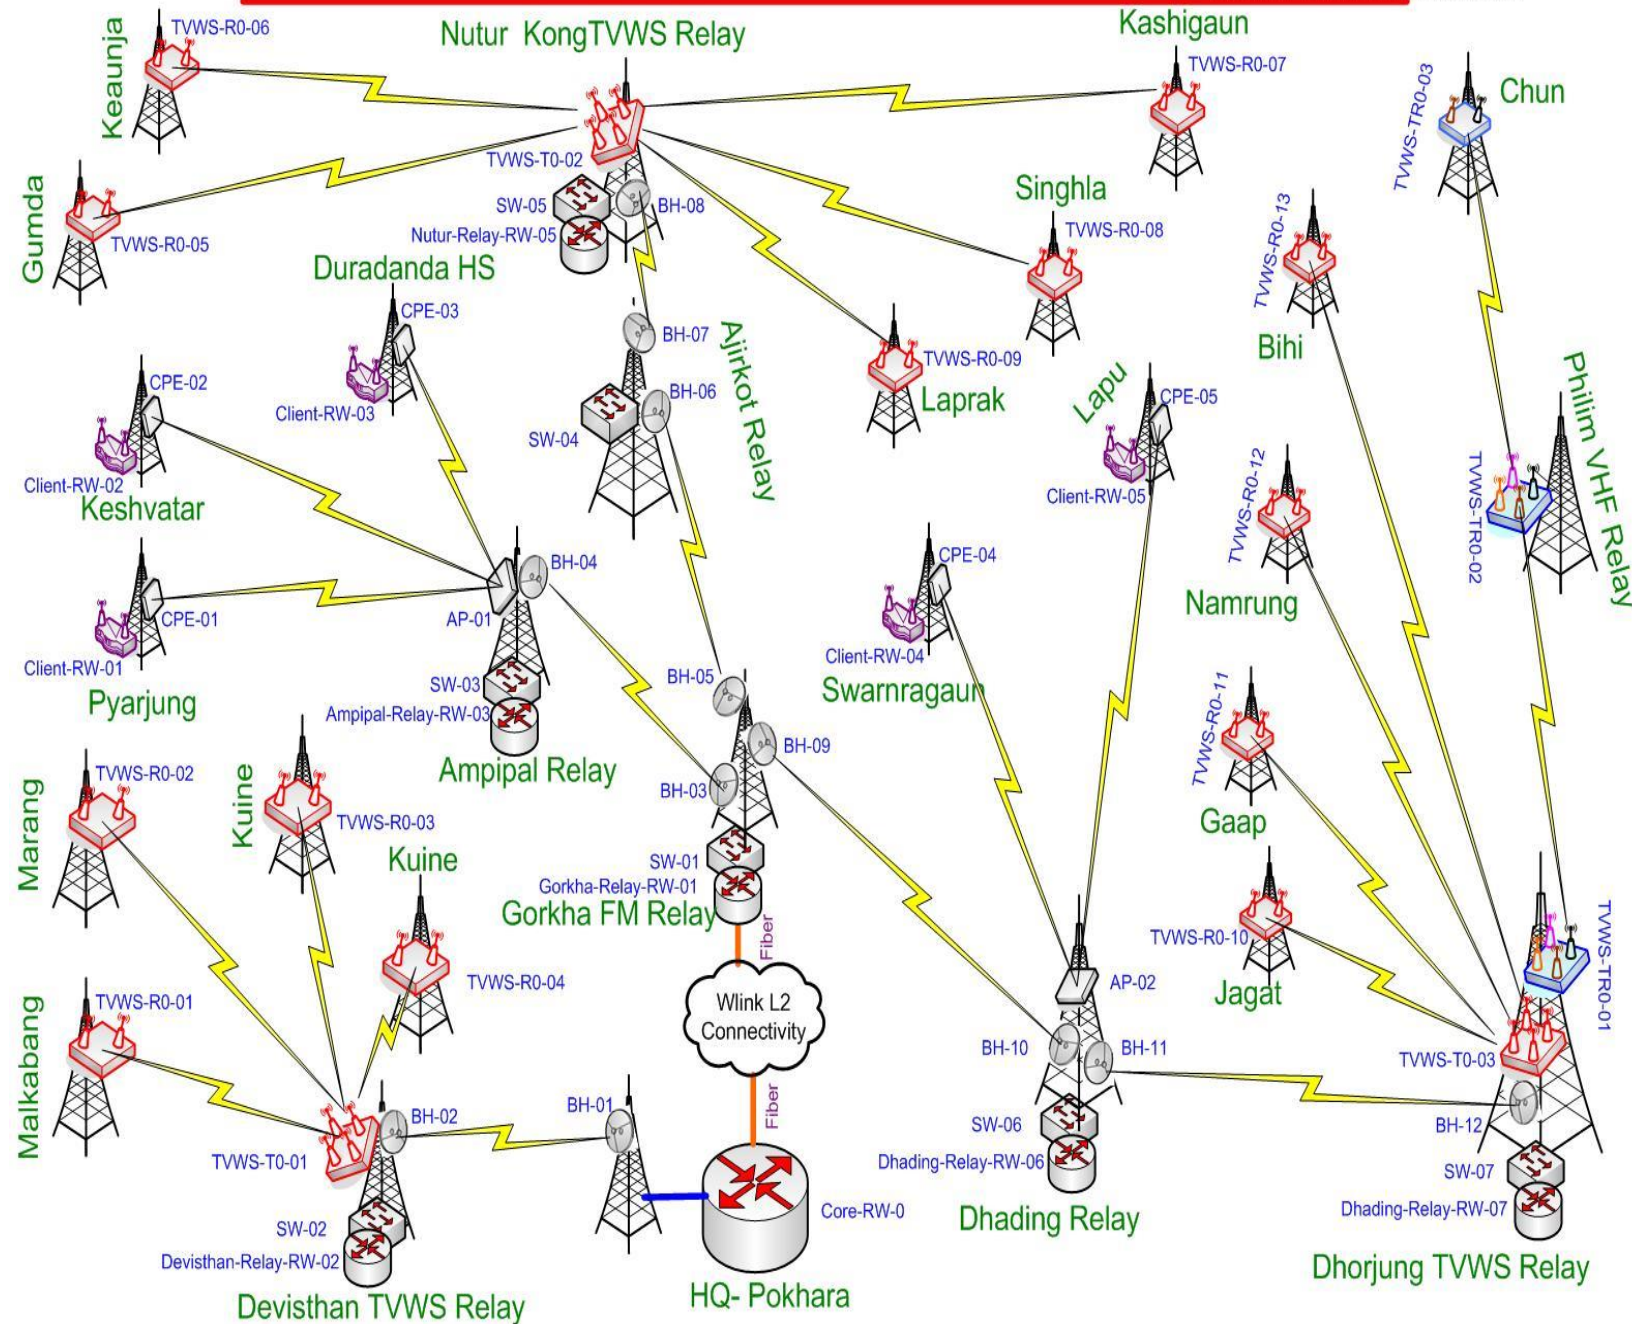 Keaunja
TVWS-R0-06
Nutur KongTVWS Relay
Kashigaun
TVWS-R0-07
TVWS-TR0-03
Chun
TVWS-T0-02
Gumda
TVWS-R0-05
SW-05
BH-08
Nutur-Relay-RW-05
Singhla
TVWS-R0-08
TVWS-R0-13
Bihi
Duradanda HS
CPE-03
Client-RW-03
BH-07
BH-06
SW-04
Ajirkot Relay
TVWS-R0-09
Laprak
Lapu
CPE-05
Client-RW-05
Philim VHF Relay
TVWS-TR0-02
CPE-02
Client-RW-02
Keshvatar
TVWS-R0-12
Namrung
BH-04
AP-01
CPE-01
Client-RW-01
Pyarjung
SW-03
Ampipal-Relay-RW-03
Ampipal Relay
CPE-04
Client-RW-04
Swarnragaun
BH-05
BH-09
BH-03
SW-01
Gorkha-Relay-RW-01
Gorkha FM Relay
Fiber
TVWS-R0-11
Gaap
Marang
TVWS-R0-02
Kuine
TVWS-R0-03
Kuine
TVWS-R0-04
TVWS-R0-10
Jagat
TVWS-TR0-01
Wlink L2
Connectivity
Fiber
AP-02
BH-10
BH-11
TVWS-T0-03
BH-12
Malkabang
TVWS-R0-01
TVWS-T0-01
BH-02
BH-01
SW-02
Devisthan-Relay-RW-02
Devisthan TVWS Relay
Core-RW-0
HQ- Pokhara
SW-06
Dhading-Relay-RW-06
Dhading Relay
SW-07
Dhading-Relay-RW-07
Dhorjung TVWS Relay